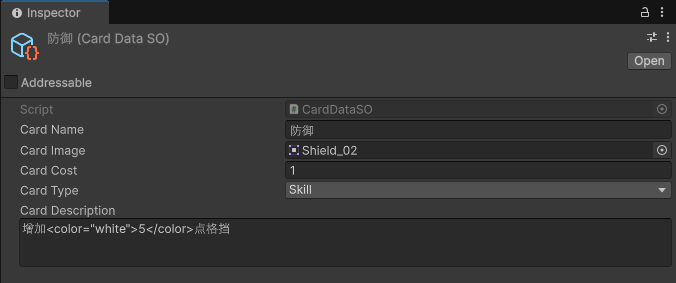 Inspector
防御 (Card Data SO)
Open
Addressable
Script CardDataSO
Card Name 防御
Card Image Shield_02
Card Cost 1
Card Type Skill
Card Description
增加<color="white">5</color>点格挡